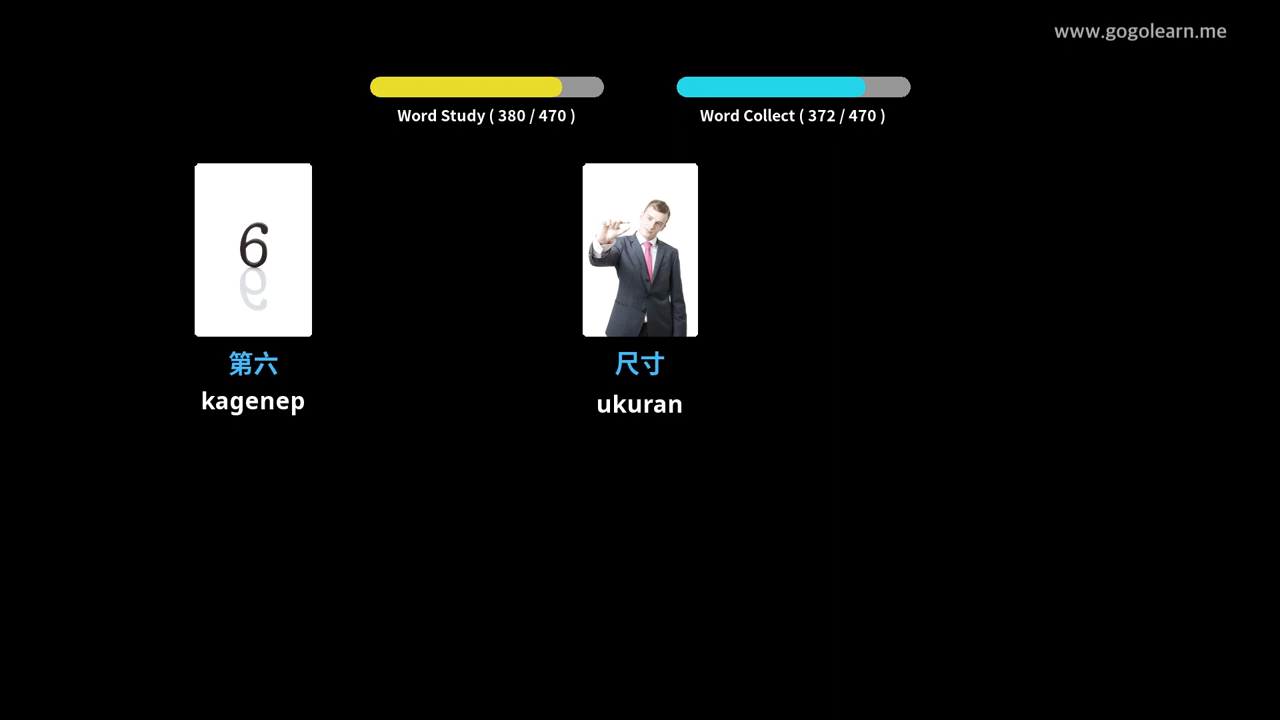 www.gogolearn.me
Word Study ( 380 / 470 )
Word Collect ( 372 / 470 )
6
第六
kagenep
尺寸
ukuran